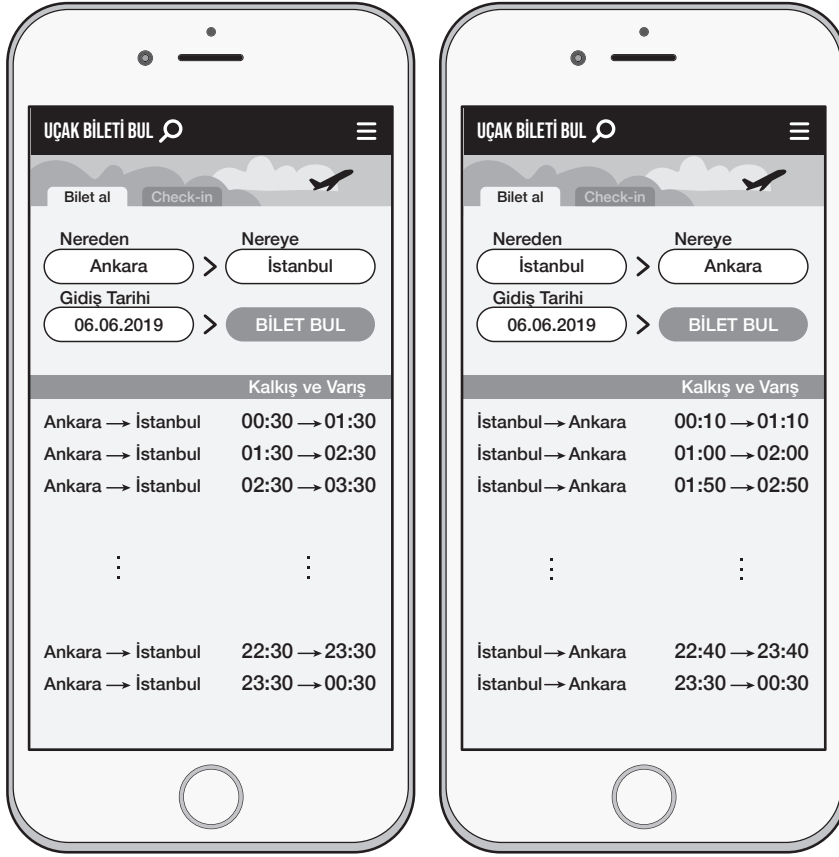 UÇAK BİLETİ BUL
Bilet al Check-in
Nereden Nereye
Ankara > İstanbul
Gidiş Tarihi
06.06.2019 > BİLET BUL
Kalkış ve Varış
Ankara → İstanbul 00:30 → 01:30
Ankara → İstanbul 01:30 → 02:30
Ankara → İstanbul 02:30 → 03:30
⋮ ⋮
Ankara → İstanbul 22:30 → 23:30
Ankara → İstanbul 23:30 → 00:30
UÇAK BİLETİ BUL
Bilet al Check-in
Nereden Nereye
İstanbul > Ankara
Gidiş Tarihi
06.06.2019 > BİLET BUL
Kalkış ve Varış
İstanbul → Ankara 00:10 → 01:10
İstanbul → Ankara 01:00 → 02:00
İstanbul → Ankara 01:50 → 02:50
⋮ ⋮
İstanbul → Ankara 22:40 → 23:40
İstanbul → Ankara 23:30 → 00:30